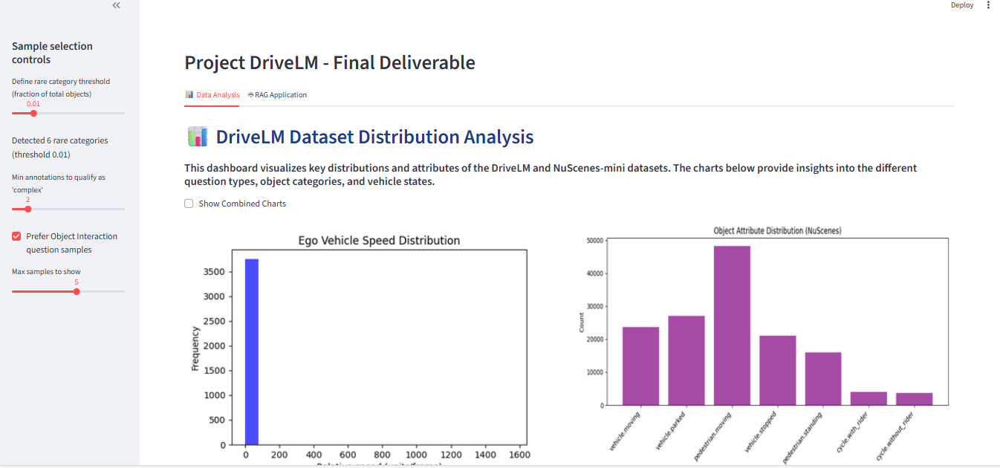 Deploy
Sample selection
controls
Define rare category threshold
(fraction of total objects)
0.01
Detected 6 rare categories
(threshold 0.01)
Min annotations to qualify as
'complex'
2
Prefer Object Interaction
question samples
Max samples to show
5
Project DriveLM - Final Deliverable
Data Analysis
RAG Application
DriveLM Dataset Distribution Analysis
This dashboard visualizes key distributions and attributes of the DriveLM and NuScenes-mini datasets. The charts below provide insights into the different
question types, object categories, and vehicle states.
Show Combined Charts
Ego Vehicle Speed Distribution
Frequency
3500
3000
2500
2000
1500
1000
500
0
0 200 400 600 800 1000 1200 1400 1600
Relative speed (units/frame)
Object Attribute Distribution (NuScenes)
Count
50000
40000
30000
20000
10000
0
vehicle.moving
vehicle.parked
pedestrian.moving
vehicle.stopped
pedestrian.standing
cycle.with_rider
cycle.without_rider